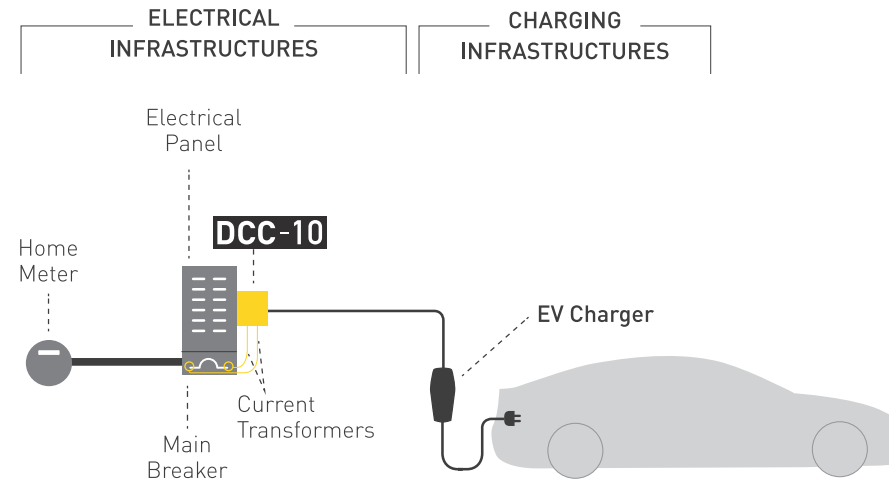 ELECTRICAL
INFRASTRUCTURES
CHARGING
INFRASTRUCTURES
Electrical
Panel
DCC-10
Home
Meter
EV Charger
Current
Transformers
Main
Breaker